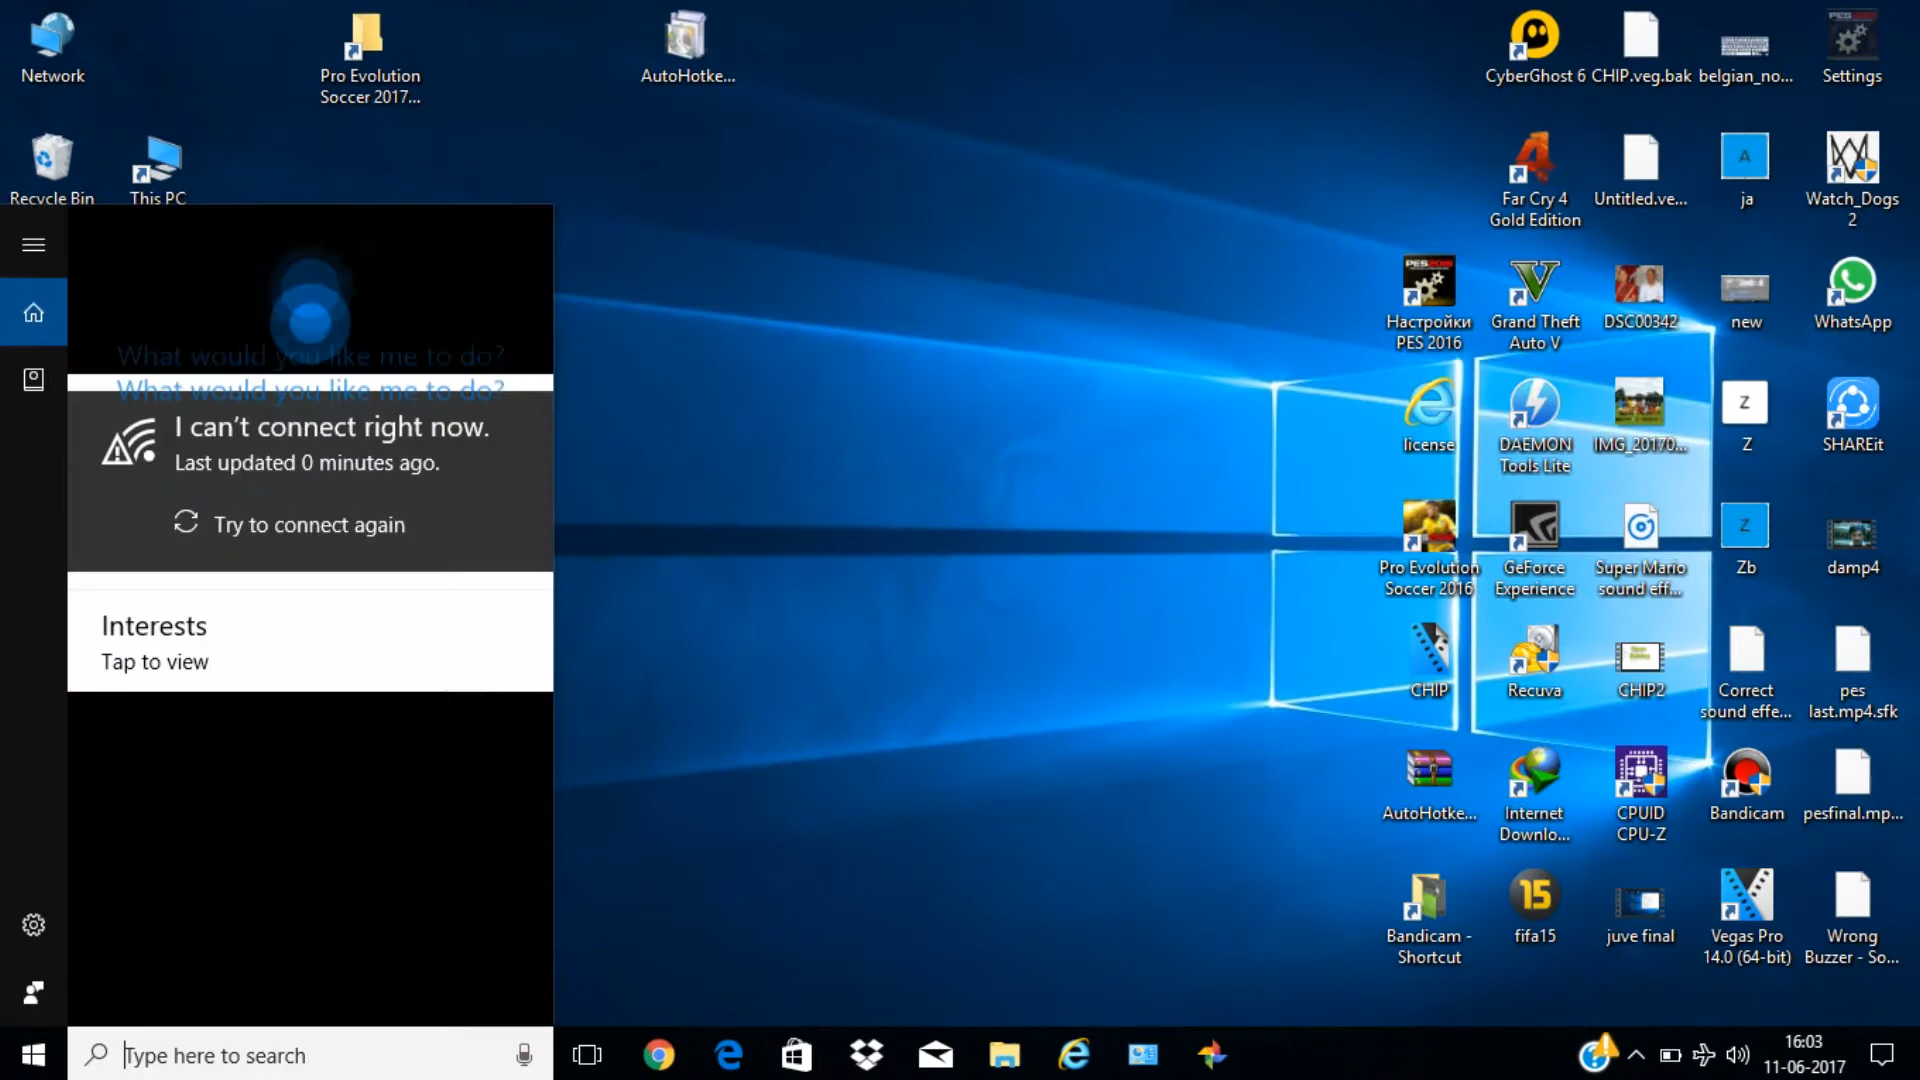 Network
Pro Evolution
Soccer 2017...
AutoHotke...
CyberGhost 6
CHIP.veg.bak
belgian_no...
PES 2017
Settings
Recycle Bin
This PC
Far Cry 4
Gold Edition
Untitled.ve...
A
ja
Watch_Dogs
2
PES2016
Настройки
PES 2016
Grand Theft
Auto V
DSC00342
new
WhatsApp
What would you like me to do?
What would you like me to do?
I can't connect right now.
Last updated 0 minutes ago.
Try to connect again
license
DAEMON
Tools Lite
IMG_20170...
Z
Z
SHAREit
Pro Evolution
Soccer 2016
GeForce
Experience
Super Mario
sound eff...
Z
Zb
damp4
Interests
Tap to view
CHIP
Recuva
CHIP2
Correct
sound effe...
pes
last.mp4.sfk
AutoHotke...
Internet
Downlo...
CPUID
CPU-Z
Bandicam
pesfinal.mp...
Bandicam -
Shortcut
15
fifa15
juve final
Vegas Pro
14.0 (64-bit)
Wrong
Buzzer - So...
Type here to search
16:03
11-06-2017